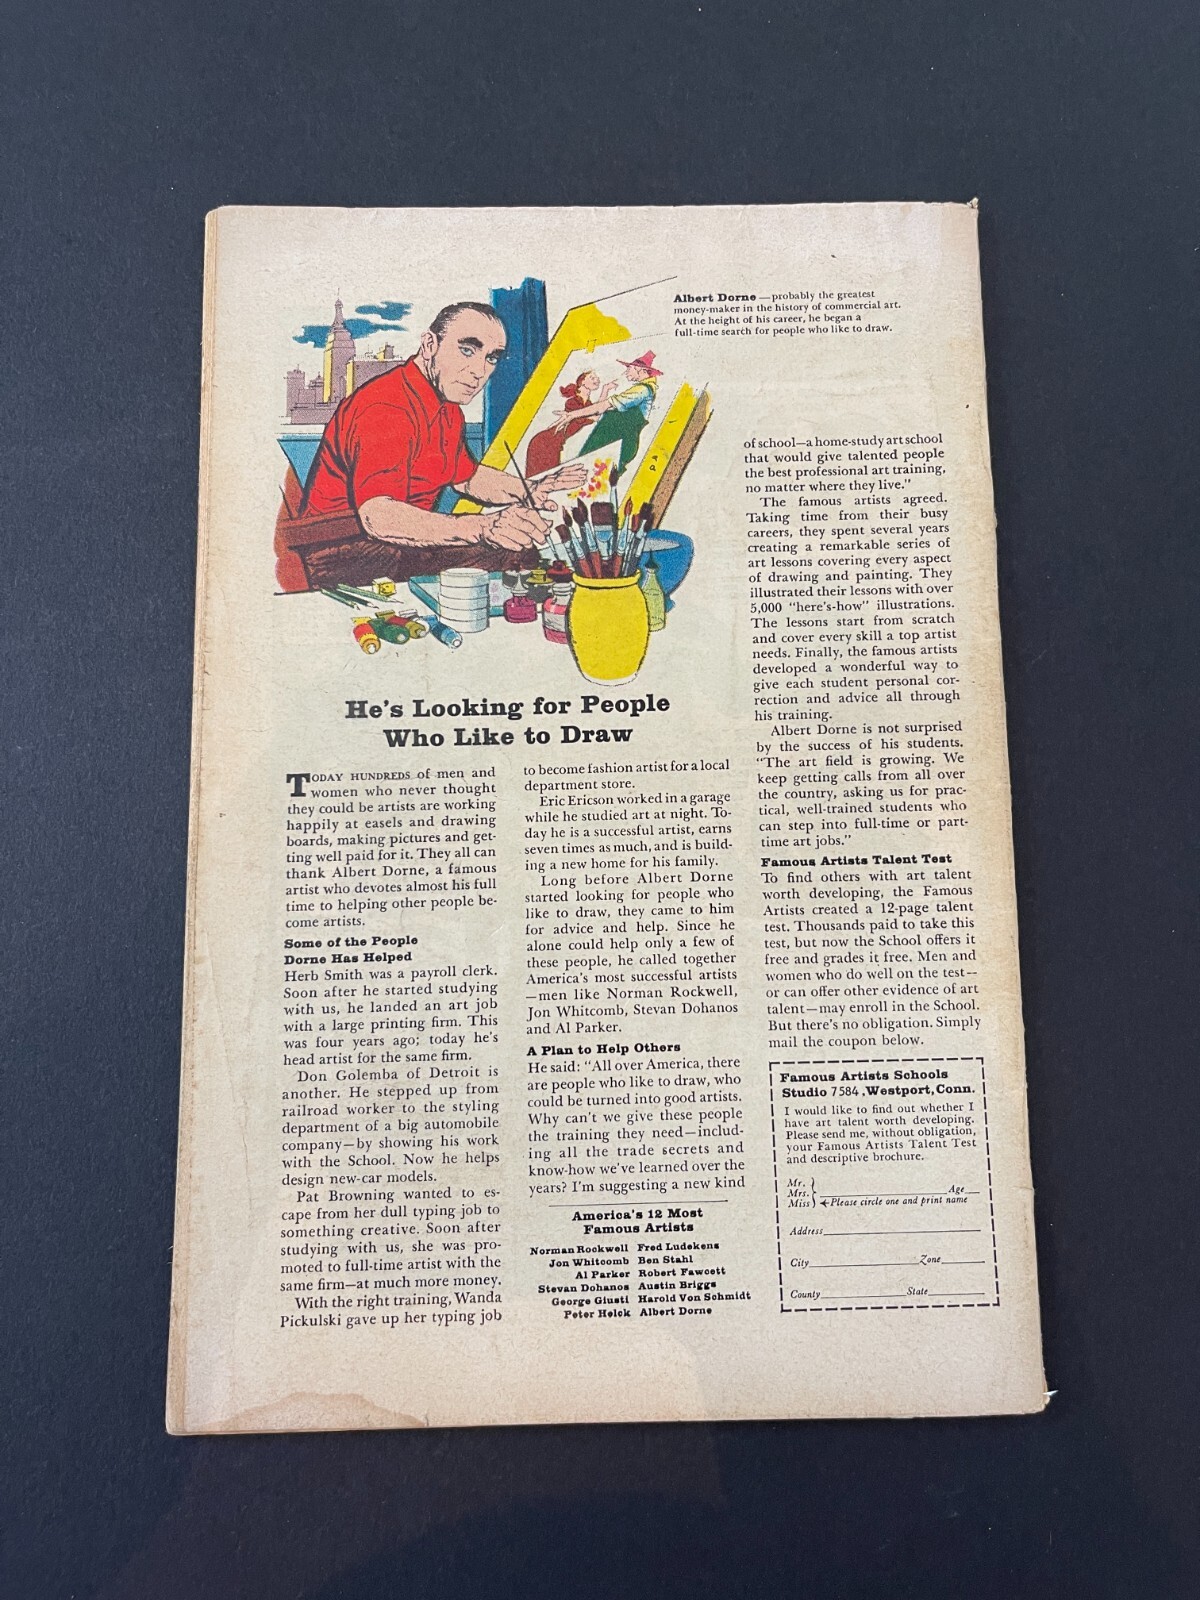 Albert Dorne — probably the greatest
money-maker in the history of commercial art.
At the height of his career, he began a
full-time search for people who like to draw.
He's Looking for People
Who Like to Draw
TODAY HUNDREDS of men and
women who never thought
they could be artists are working
happily at easels and drawing
boards, making pictures and get-
ting well paid for it. They all can
thank Albert Dorne, a famous
artist who devotes almost his full
time to helping other people be-
come artists.
Some of the People
Dorne Has Helped
Herb Smith was a payroll clerk.
Soon after he started studying
with us, he landed an art job
with a large printing firm. This
was four years ago; today he's
head artist for the same firm.
Don Golemba of Detroit is
another. He stepped up from
railroad worker to the styling
department of a big automobile
company—by showing his work
with the School. Now he helps
design new-car models.
Pat Browning wanted to es-
cape from her dull typing job to
something creative. Soon after
studying with us, she was pro-
moted to full-time artist with the
same firm—at much more money.
With the right training, Wanda
Pickulski gave up her typing job
to become fashion artist for a local
department store.
Eric Ericson worked in a garage
while he studied art at night. To-
day he is a successful artist, earns
seven times as much, and is build-
ing a new home for his family.
Long before Albert Dorne
started looking for people who
like to draw, they came to him
for advice and help. Since he
alone could help only a few of
these people, he called together
America's most successful artists
—men like Norman Rockwell,
Jon Whitcomb, Stevan Dohanos
and Al Parker.
A Plan to Help Others
He said: "All over America, there
are people who like to draw, who
could be turned into good artists.
Why can't we give these people
the training they need—includ-
ing all the trade secrets and
know-how we've learned over the
years? I'm suggesting a new kind
America's 12 Most
Famous Artists
Norman Rockwell Fred Ludekens
Jon Whitcomb Ben Stahl
Al Parker Robert Fawcett
Stevan Dohanos Austin Briggs
George Giusti Harold Von Schmidt
Peter Helck Albert Dorne
of school—a home-study art school
that would give talented people
the best professional art training,
no matter where they live."
The famous artists agreed.
Taking time from their busy
careers, they spent several years
creating a remarkable series of
art lessons covering every aspect
of drawing and painting. They
illustrated their lessons with over
5,000 "here's-how" illustrations.
The lessons start from scratch
and cover every skill a top artist
needs. Finally, the famous artists
developed a wonderful way to
give each student personal cor-
rection and advice all through
his training.
Albert Dorne is not surprised
by the success of his students.
"The art field is growing. We
keep getting calls from all over
the country, asking us for prac-
tical, well-trained students who
can step into full-time or part-
time art jobs."
Famous Artists Talent Test
To find others with art talent
worth developing, the Famous
Artists created a 12-page talent
test. Thousands paid to take this
test, but now the School offers it
free and grades it free. Men and
women who do well on the test—
or can offer other evidence of art
talent—may enroll in the School.
But there's no obligation. Simply
mail the coupon below.
Famous Artists Schools
Studio 7584, Westport, Conn.
I would like to find out whether I
have art talent worth developing.
Please send me, without obligation,
your Famous Artists Talent Test
and descriptive brochure.
Mr.
Mrs. Age
Miss Please circle one and print name
Address
City Zone
County State